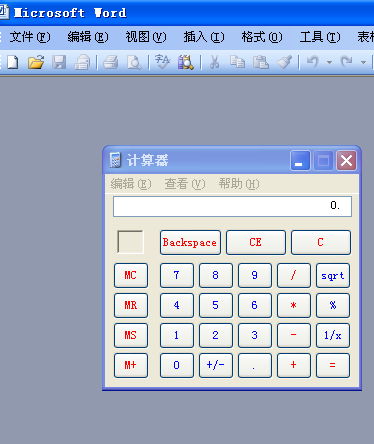 Microsoft Word
文件(F) 编辑(E) 视图(V) 插入(I) 格式(O) 工具(T) 表格
计算器
编辑(E) 查看(V) 帮助(H)
0.
Backspace CE C
MC 7 8 9 / sqrt
MR 4 5 6 * %
MS 1 2 3 - 1/x
M+ 0 +/- . + =